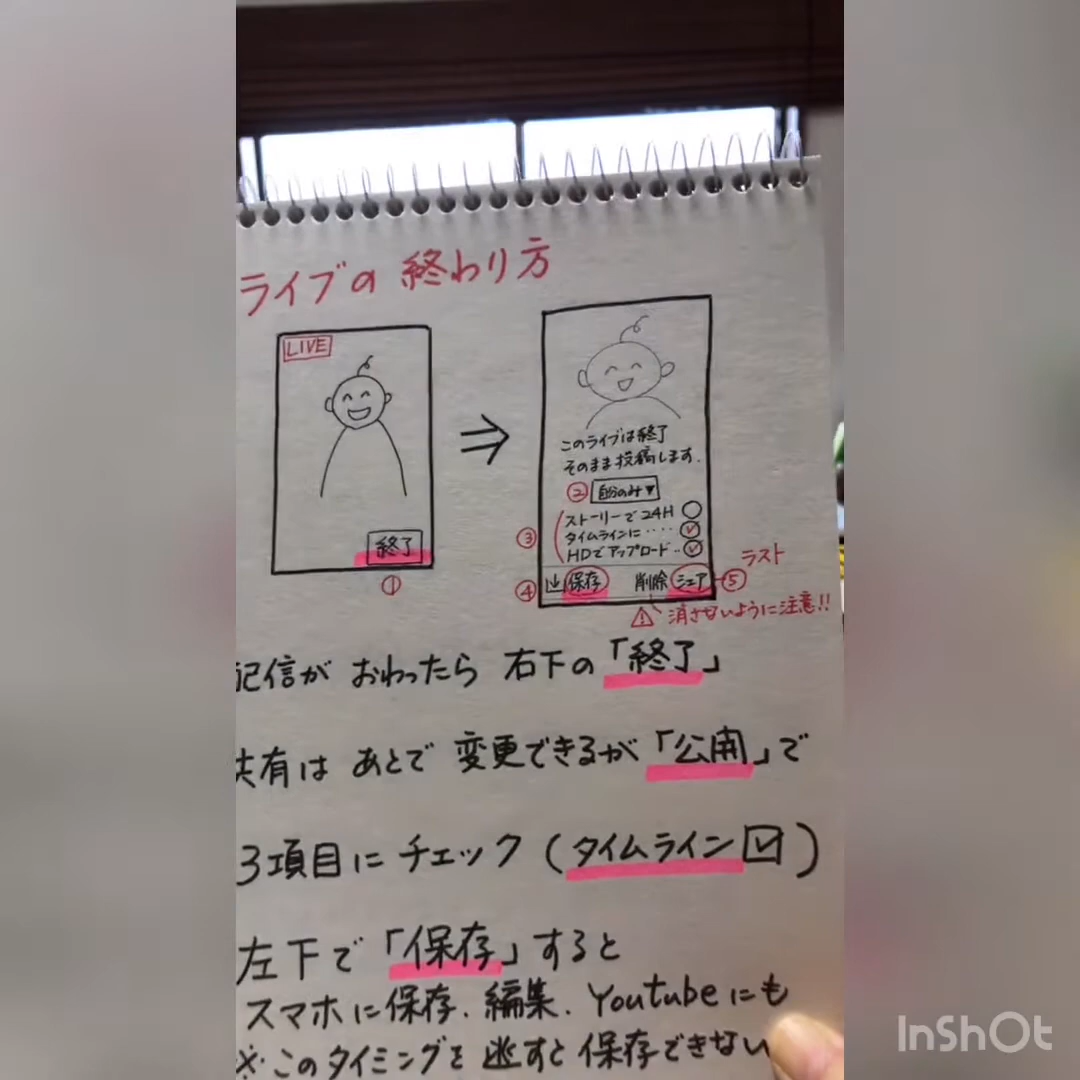 ライブの終わり方
LIVE
終了
①
このライブは終了
そのまま投稿します.
② 自分のみ▼
③ ストーリーで24H ○
タイムラインに‥‥ ✓
HDでアップロード‥ ✓
④ 保存 削除 シェア ⑤ ラスト
⚠ 消さないように注意!!
配信が おわったら 右下の「終了」
共有は あとで 変更できるが「公開」で
3項目に チェック(タイムライン☑)
左下で「保存」すると
スマホに保存.編集.Youtubeにも
※このタイミングを逃すと保存できない
InShOt